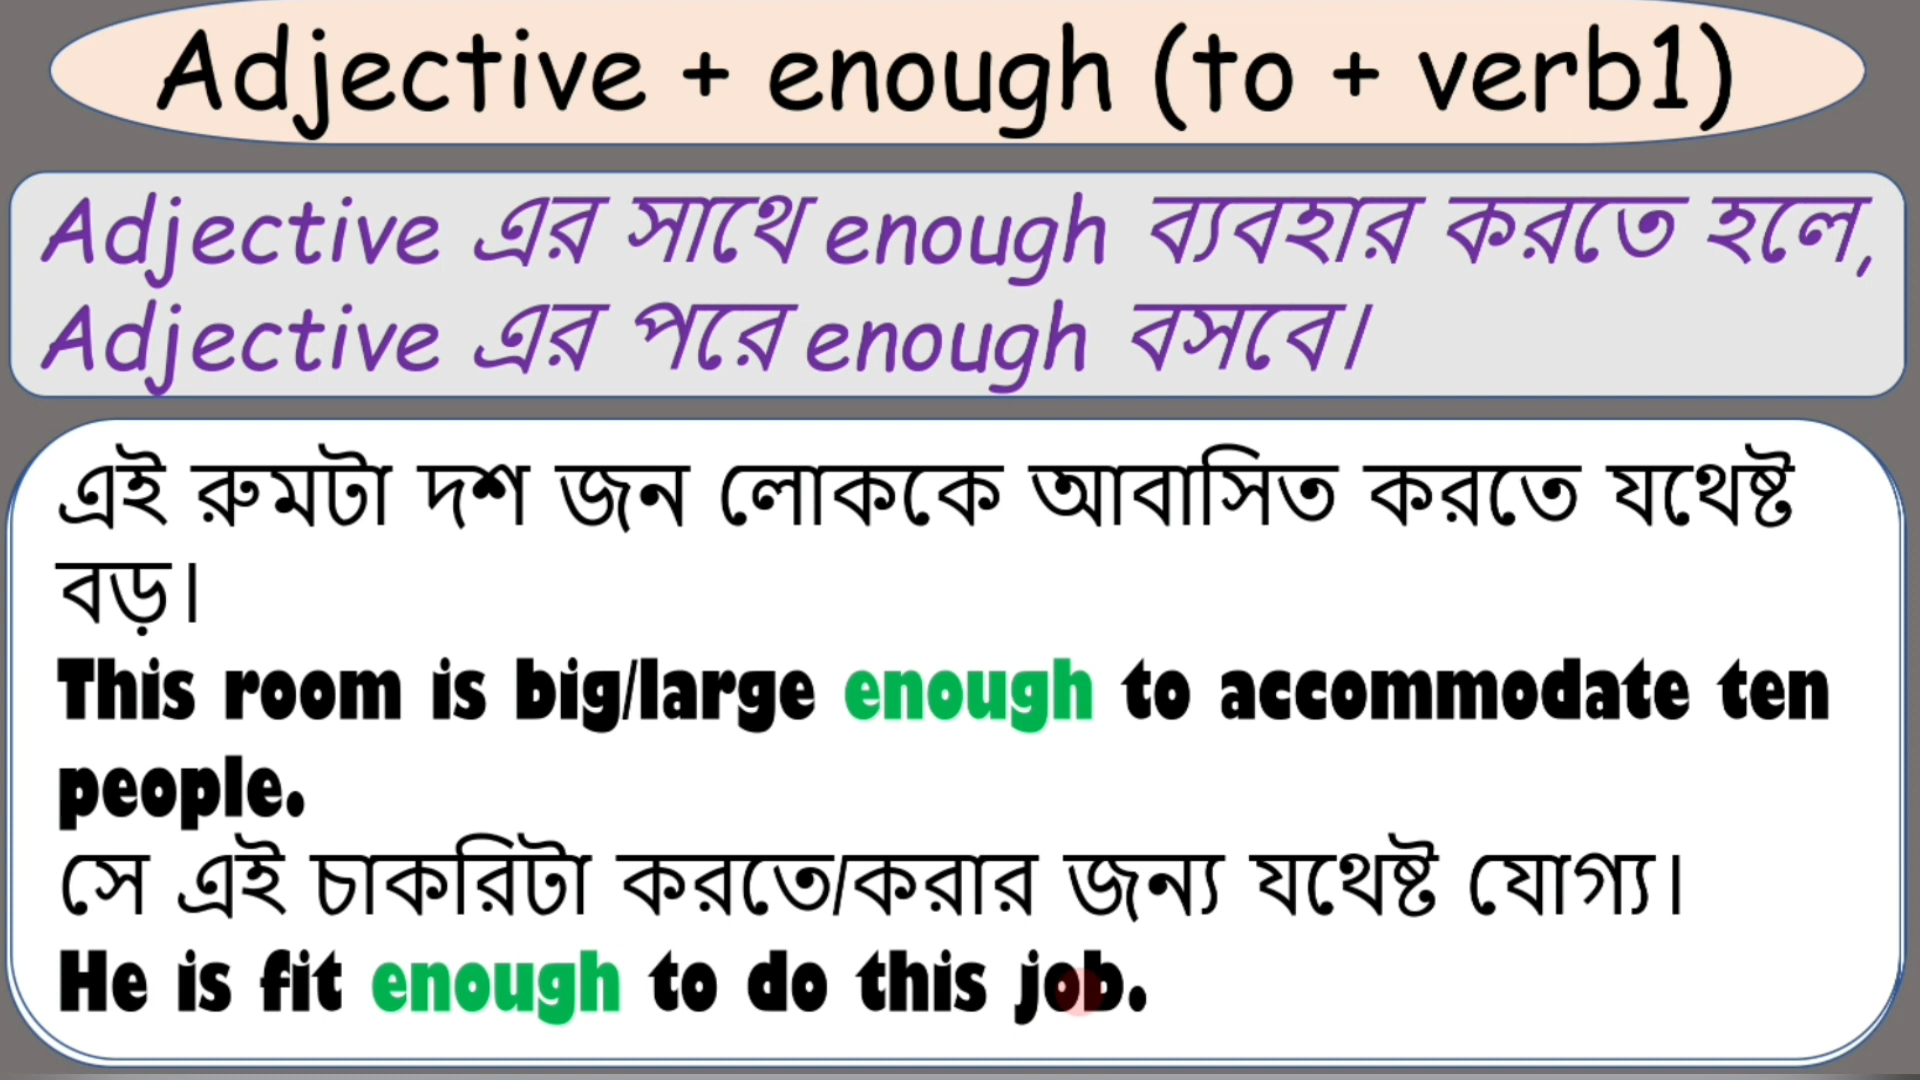 Adjective + enough (to + verb1)
Adjective এর সাথে enough ব্যবহার করতে হলে,
Adjective এর পরে enough বসবে।
এই রুমটা দশ জন লোককে আবাসিত করতে যথেষ্ট
বড়।
This room is big/large enough to accommodate ten
people.
সে এই চাকরিটা করতে/করার জন্য যথেষ্ট যোগ্য।
He is fit enough to do this job.